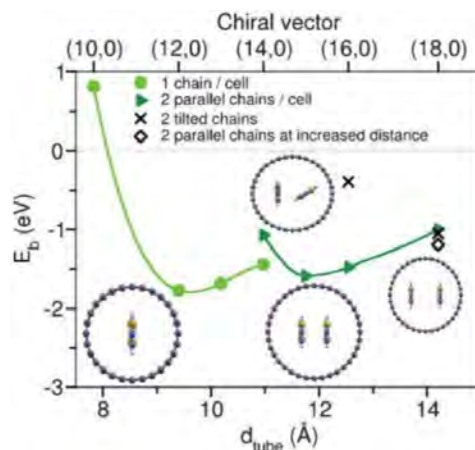 Chiral vector
(10,0) (12,0) (14,0) (16,0) (18,0)
1 chain / cell
2 parallel chains / cell
2 tilted chains
2 parallel chains at increased distance
1
0
-1
-2
-3
E_b (eV)
8 10 12 14
d_tube (Å)